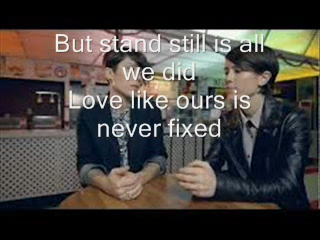 But stand still is all
we did
Love like ours is
never fixed